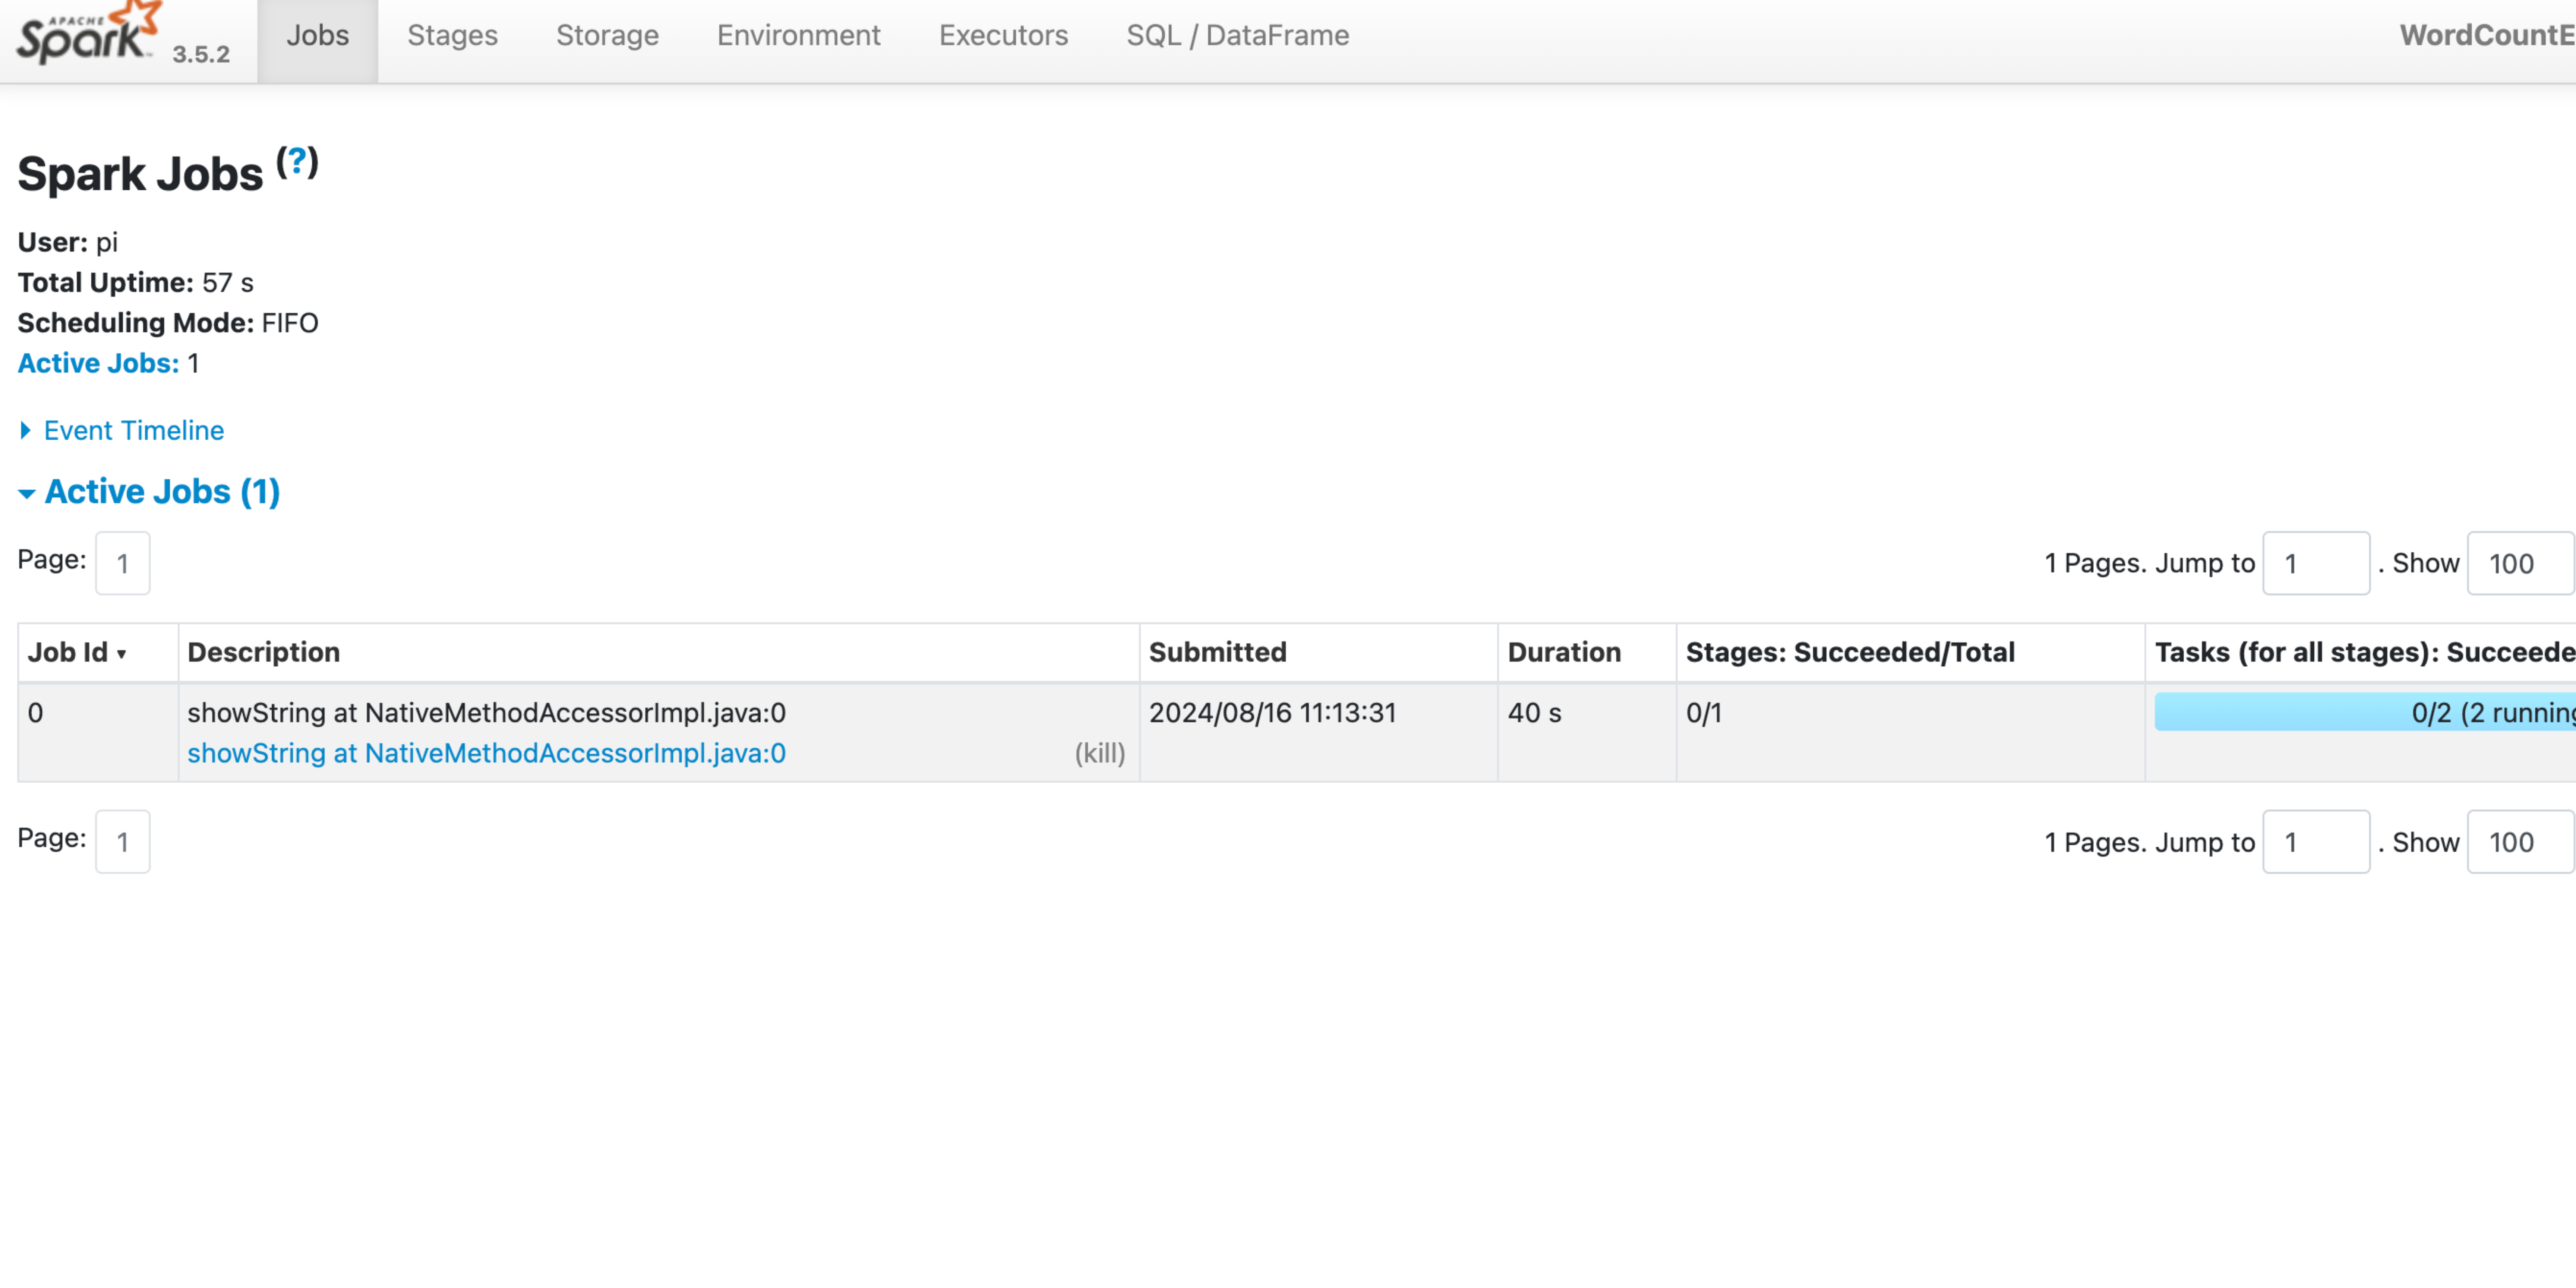 APACHE Spark 3.5.2 Jobs Stages Storage Environment Executors SQL / DataFrame WordCountE
Spark Jobs (?)
User: pi
Total Uptime: 57 s
Scheduling Mode: FIFO
Active Jobs: 1
Event Timeline
Active Jobs (1)
Page: 1 1 Pages. Jump to 1 . Show 100
Job Id ▾ Description Submitted Duration Stages: Succeeded/Total Tasks (for all stages): Succeede
0 showString at NativeMethodAccessorImpl.java:0 2024/08/16 11:13:31 40 s 0/1 0/2 (2 running
showString at NativeMethodAccessorImpl.java:0 (kill)
Page: 1 1 Pages. Jump to 1 . Show 100